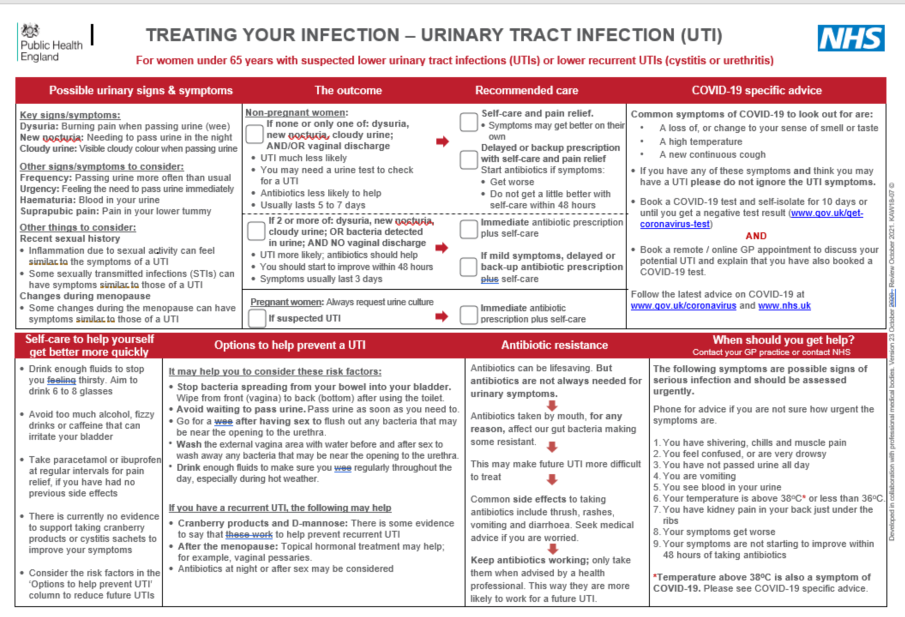 Public Health
England
TREATING YOUR INFECTION – URINARY TRACT INFECTION (UTI)
NHS
For women under 65 years with suspected lower urinary tract infections (UTIs) or lower recurrent UTIs (cystitis or urethritis)
Possible urinary signs & symptoms
Key signs/symptoms:
Dysuria: Burning pain when passing urine (wee)
New nocturia: Needing to pass urine in the night
Cloudy urine: Visible cloudy colour when passing urine
Other signs/symptoms to consider:
Frequency: Passing urine more often than usual
Urgency: Feeling the need to pass urine immediately
Haematuria: Blood in your urine
Suprapubic pain: Pain in your lower tummy
Other things to consider:
Recent sexual history
• Inflammation due to sexual activity can feel
similar to the symptoms of a UTI
• Some sexually transmitted infections (STIs) can
have symptoms similar to those of a UTI
Changes during menopause
• Some changes during the menopause can have
symptoms similar to those of a UTI
The outcome
Non-pregnant women:
If none or only one of: dysuria,
new nocturia, cloudy urine;
AND/OR vaginal discharge
• UTI much less likely
• You may need a urine test to check
for a UTI
• Antibiotics less likely to help
• Usually lasts 5 to 7 days
If 2 or more of: dysuria, new nocturia,
cloudy urine; OR bacteria detected
in urine; AND NO vaginal discharge
• UTI more likely; antibiotics should help
• You should start to improve within 48 hours
• Symptoms usually last 3 days
Pregnant women: Always request urine culture
If suspected UTI
Recommended care
Self-care and pain relief.
• Symptoms may get better on their
own
Delayed or backup prescription
with self-care and pain relief
Start antibiotics if symptoms:
• Get worse
• Do not get a little better with
self-care within 48 hours
Immediate antibiotic prescription
plus self-care
If mild symptoms, delayed or
back-up antibiotic prescription
plus self-care
Immediate antibiotic
prescription plus self-care
COVID-19 specific advice
Common symptoms of COVID-19 to look out for are:
• A loss of, or change to your sense of smell or taste
• A high temperature
• A new continuous cough
• If you have any of these symptoms and think you may
have a UTI please do not ignore the UTI symptoms.
• Book a COVID-19 test and self-isolate for 10 days or
until you get a negative test result (www.gov.uk/get-
coronavirus-test)
AND
• Book a remote / online GP appointment to discuss your
potential UTI and explain that you have also booked a
COVID-19 test.
Follow the latest advice on COVID-19 at
www.gov.uk/coronavirus and www.nhs.uk
Self-care to help yourself
get better more quickly
• Drink enough fluids to stop
you feeling thirsty. Aim to
drink 6 to 8 glasses
• Avoid too much alcohol, fizzy
drinks or caffeine that can
irritate your bladder
• Take paracetamol or ibuprofen
at regular intervals for pain
relief, if you have had no
previous side effects
• There is currently no evidence
to support taking cranberry
products or cystitis sachets to
improve your symptoms
• Consider the risk factors in the
'Options to help prevent UTI'
column to reduce future UTIs
Options to help prevent a UTI
It may help you to consider these risk factors:
• Stop bacteria spreading from your bowel into your bladder.
Wipe from front (vagina) to back (bottom) after using the toilet.
• Avoid waiting to pass urine. Pass urine as soon as you need to.
• Go for a wee after having sex to flush out any bacteria that may
be near the opening to the urethra.
• Wash the external vagina area with water before and after sex to
wash away any bacteria that may be near the opening to the urethra.
• Drink enough fluids to make sure you wee regularly throughout the
day, especially during hot weather.
If you have a recurrent UTI, the following may help
• Cranberry products and D-mannose: There is some evidence
to say that these work to help prevent recurrent UTI
• After the menopause: Topical hormonal treatment may help;
for example, vaginal pessaries.
• Antibiotics at night or after sex may be considered
Antibiotic resistance
Antibiotics can be lifesaving. But
antibiotics are not always needed for
urinary symptoms.
Antibiotics taken by mouth, for any
reason, affect our gut bacteria making
some resistant.
This may make future UTI more difficult
to treat
Common side effects to taking
antibiotics include thrush, rashes,
vomiting and diarrhoea. Seek medical
advice if you are worried.
Keep antibiotics working; only take
them when advised by a health
professional. This way they are more
likely to work for a future UTI.
When should you get help?
Contact your GP practice or contact NHS
The following symptoms are possible signs of
serious infection and should be assessed
urgently.
Phone for advice if you are not sure how urgent the
symptoms are.
1. You have shivering, chills and muscle pain
2. You feel confused, or are very drowsy
3. You have not passed urine all day
4. You are vomiting
5. You see blood in your urine
6. Your temperature is above 38ºC* or less than 36ºC.
7. You have kidney pain in your back just under the
ribs
8. Your symptoms get worse
9. Your symptoms are not starting to improve within
48 hours of taking antibiotics
*Temperature above 38ºC is also a symptom of
COVID-19. Please see COVID-19 specific advice.
Developed in collaboration with professional medical bodies. Version 23 October 2020- Review October 2021. KAW18-07 ©